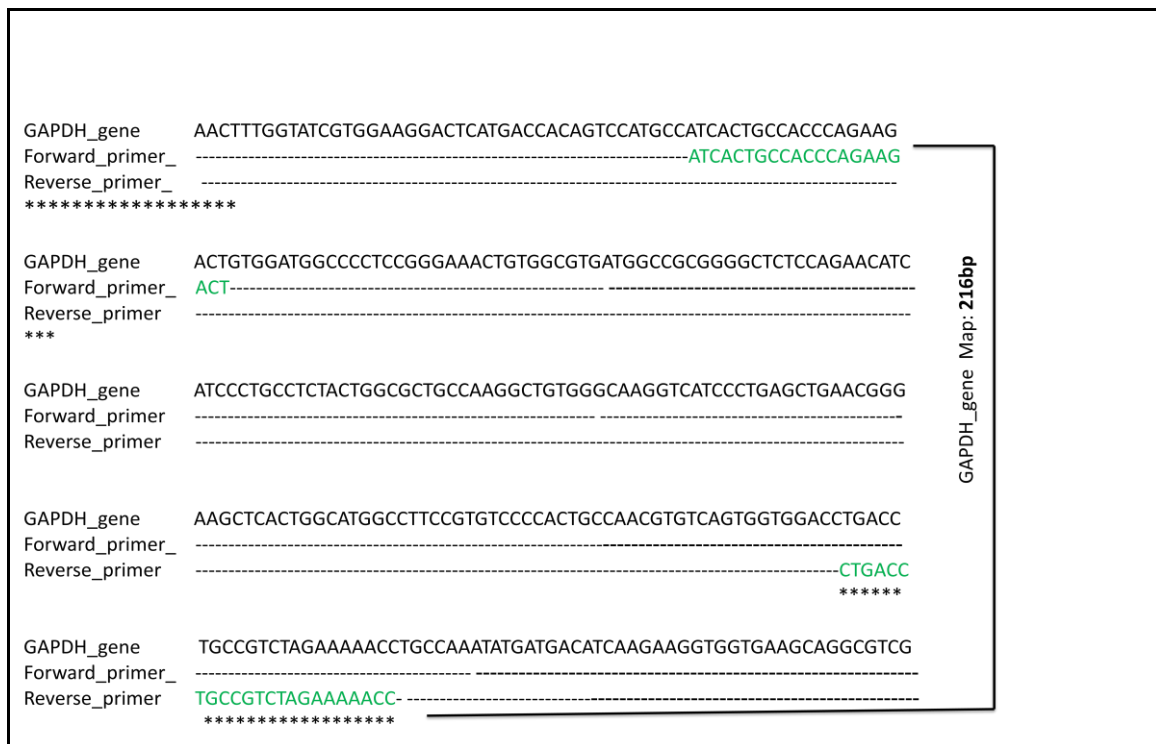 GAPDH_gene AACTTTGGTATCGTGGAAGGACTCATGACCACAGTCCATGCCATCACTGCCACCCAGAAG
Forward_primer_ ------------------------------------------ATCACTGCCACCCAGAAG
Reverse_primer_ ------------------------------------------------------------
******************
GAPDH_gene ACTGTGGATGGCCCCTCCGGGAAACTGTGGCGTGATGGCCGCGGGGCTCTCCAGAACATC
Forward_primer_ ACT---------------------------------------------------------
Reverse_primer ------------------------------------------------------------
***
GAPDH_gene ATCCCTGCCTCTACTGGCGCTGCCAAGGCTGTGGGCAAGGTCATCCCTGAGCTGAACGGG
Forward_primer ------------------------------------------------------------
Reverse_primer ------------------------------------------------------------
GAPDH_gene AAGCTCACTGGCATGGCCTTCCGTGTCCCCACTGCCAACGTGTCAGTGGTGGACCTGACC
Forward_primer_ ------------------------------------------------------------
Reverse_primer ------------------------------------------------------CTGACC
******
GAPDH_gene TGCCGTCTAGAAAAACCTGCCAAATATGATGACATCAAGAAGGTGGTGAAGCAGGCGTCG
Forward_primer_ ------------------------------------------------------------
Reverse_primer TGCCGTCTAGAAAAACC- ------------------------------------------
*****************
GAPDH_gene Map: 216bp